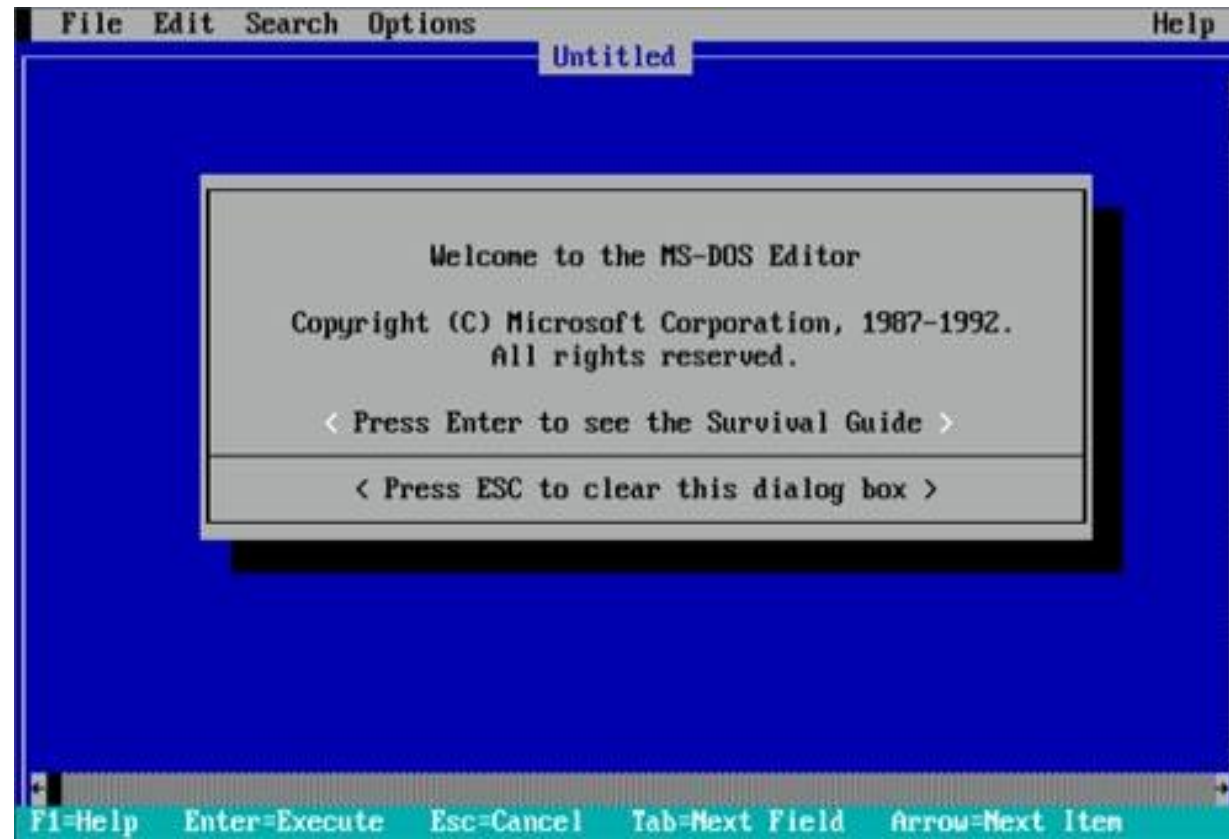 File Edit Search Options Help
Untitled
Welcome to the MS-DOS Editor
Copyright (C) Microsoft Corporation, 1987-1992.
All rights reserved.
< Press Enter to see the Survival Guide >
< Press ESC to clear this dialog box >
F1=Help Enter=Execute Esc=Cancel Tab=Next Field Arrow=Next Item